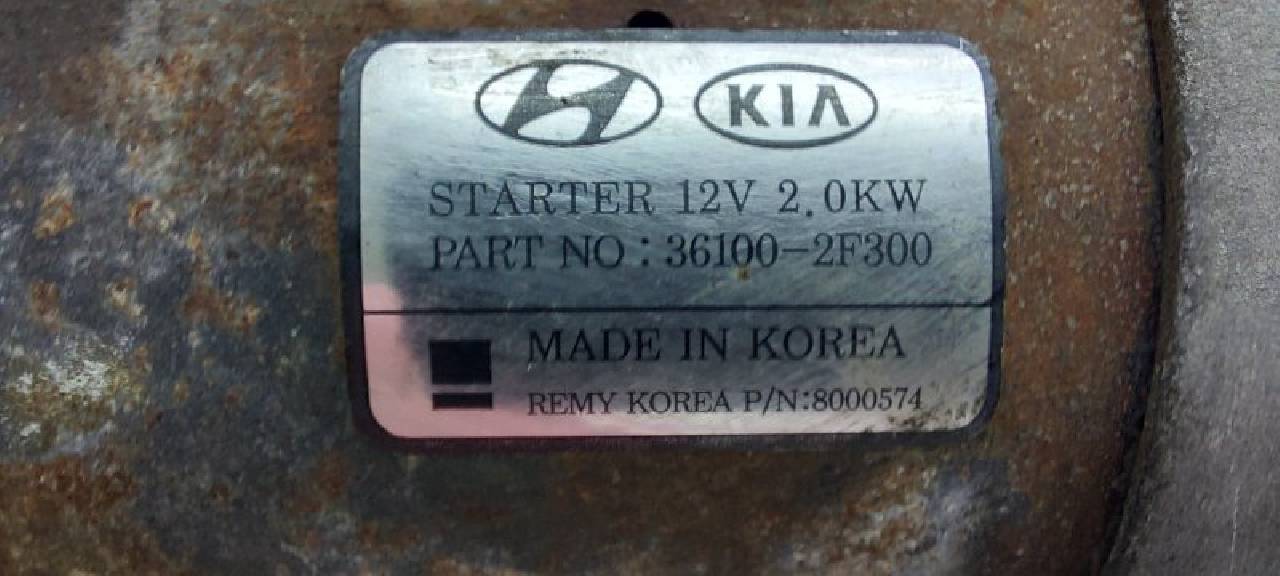 KIA
STARTER 12V 2.0KW
PART NO : 36100-2F300
MADE IN KOREA
REMY KOREA P/N:8000574